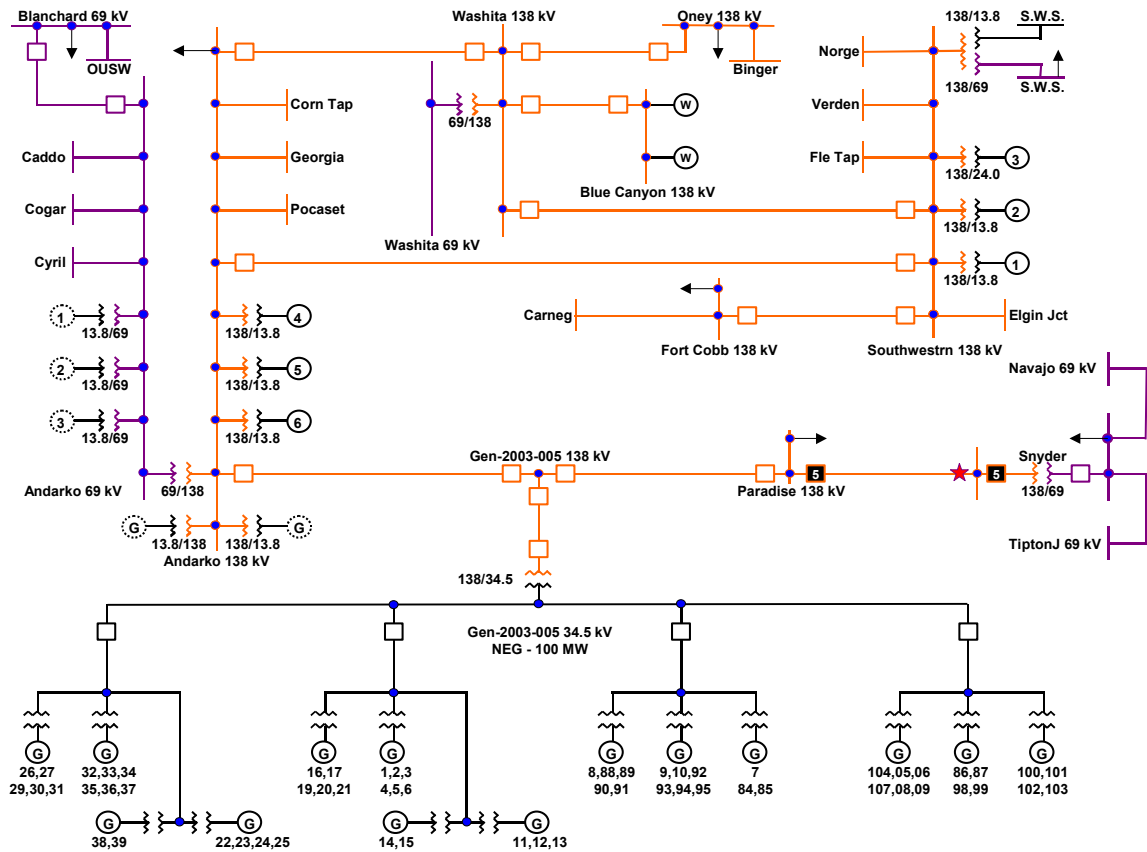 Blanchard 69 kV
Washita 138 kV
Oney 138 kV
138/13.8
S.W.S.
Norge
OUSW
Binger
138/69
S.W.S.
Corn Tap
69/138
W
Verden
Caddo
Georgia
W
Fle Tap
3
138/24.0
Blue Canyon 138 kV
Cogar
Pocaset
2
138/13.8
Washita 69 kV
Cyril
1
138/13.8
1
13.8/69
4
138/13.8
Carneg
Elgin Jct
Fort Cobb 138 kV
Southwestrn 138 kV
2
13.8/69
5
138/13.8
Navajo 69 kV
3
13.8/69
6
138/13.8
Gen-2003-005 138 kV
Snyder
5
5
Andarko 69 kV
69/138
Paradise 138 kV
138/69
G
G
13.8/138
138/13.8
Andarko 138 kV
TiptonJ 69 kV
138/34.5
Gen-2003-005 34.5 kV
NEG - 100 MW
G
G
G
G
G
G
G
G
G
G
26,27
29,30,31
32,33,34
35,36,37
16,17
19,20,21
1,2,3
4,5,6
8,88,89
90,91
9,10,92
93,94,95
7
84,85
104,05,06
107,08,09
86,87
98,99
100,101
102,103
G
G
G
G
38,39
22,23,24,25
14,15
11,12,13